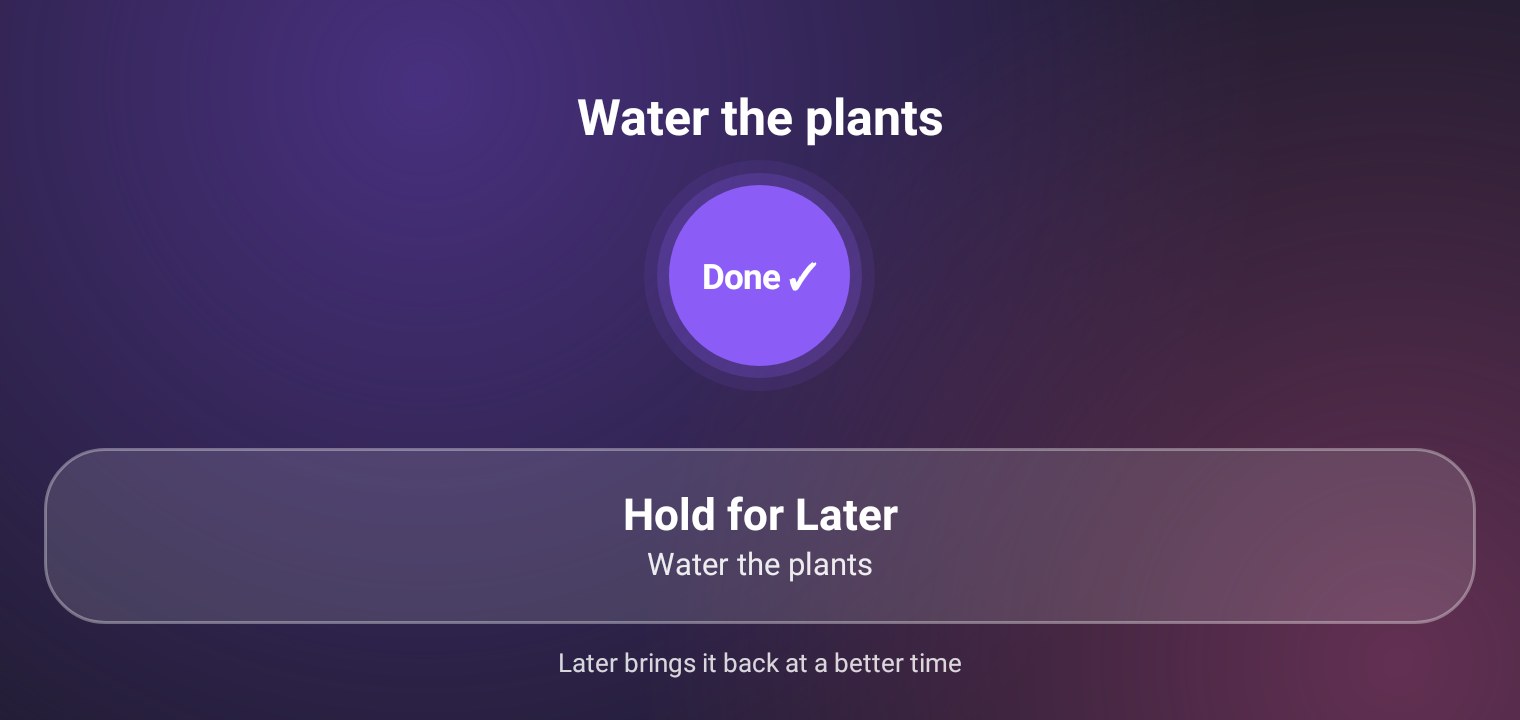 Water the plants
Done ✓
Hold for Later
Water the plants
Later brings it back at a better time